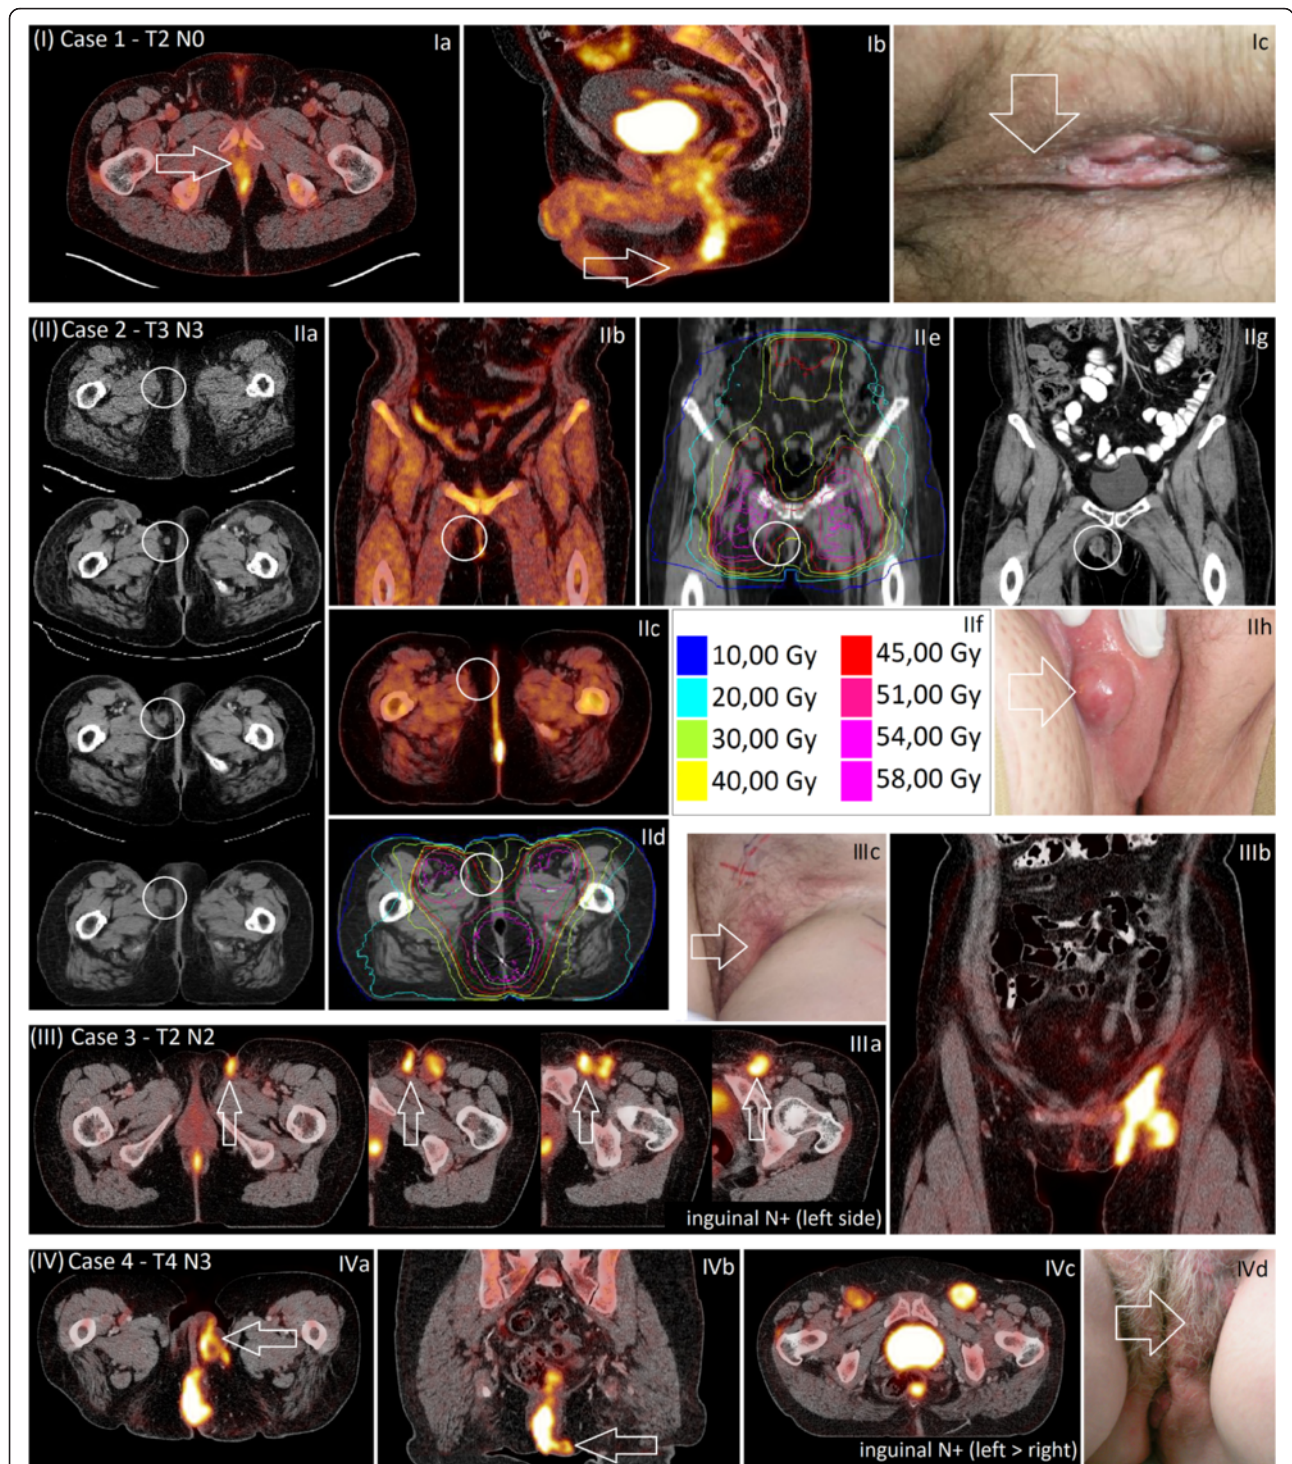 (I) Case 1 - T2 N0
Ia
Ib
Ic
(II) Case 2 - T3 N3
IIa
IIb
IIe
IIg
IIc
IIf
10,00 Gy
45,00 Gy
20,00 Gy
51,00 Gy
30,00 Gy
54,00 Gy
40,00 Gy
58,00 Gy
IIh
IId
IIIc
IIIb
(III) Case 3 - T2 N2
IIIa
inguinal N+ (left side)
(IV) Case 4 - T4 N3
IVa
IVb
IVc
IVd
inguinal N+ (left > right)